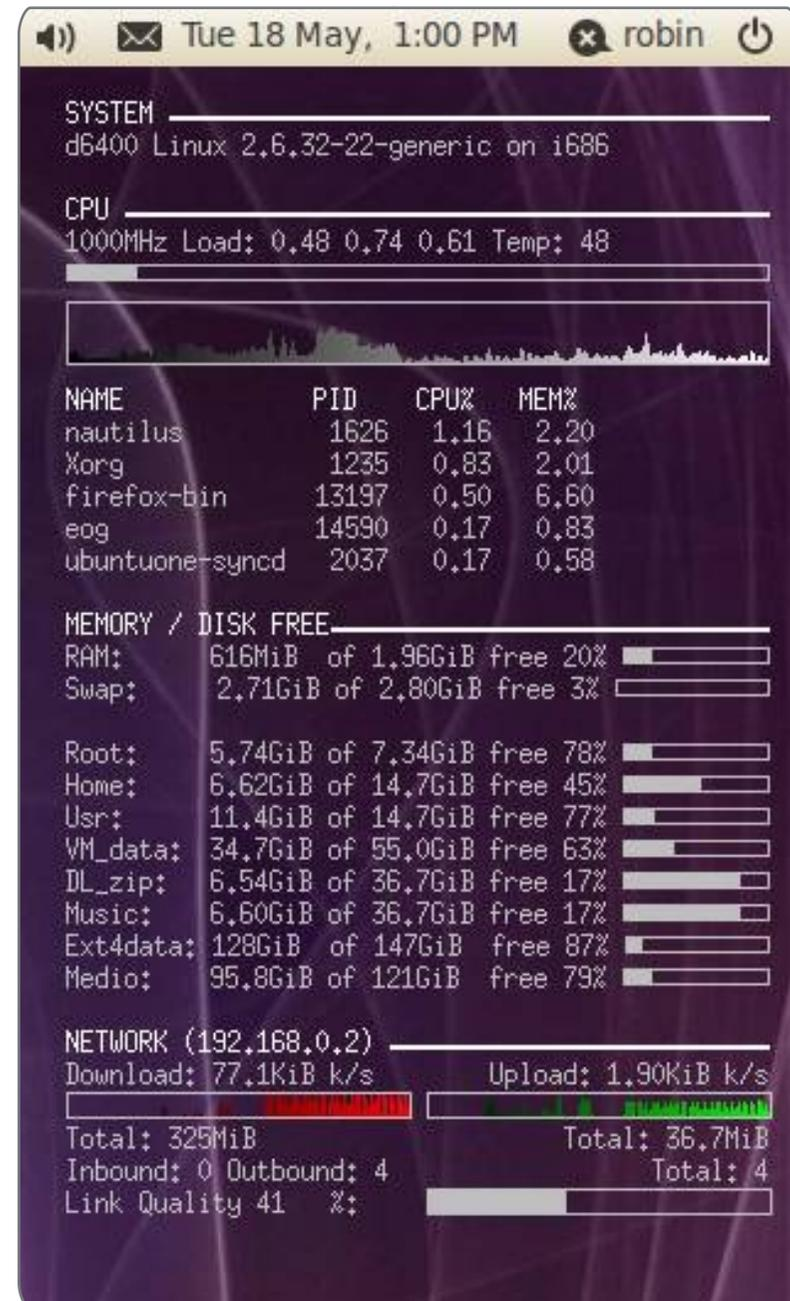 Tue 18 May, 1:00 PM robin
SYSTEM
d6400 Linux 2.6.32-22-generic on i686
CPU
1000MHz Load: 0.48 0.74 0.61 Temp: 48
NAME PID CPU% MEM%
nautilus 1626 1.16 2.20
Xorg 1235 0.83 2.01
firefox-bin 13197 0.50 6.60
eog 14590 0.17 0.83
ubuntuone-syncd 2037 0.17 0.58
MEMORY / DISK FREE
RAM: 616MiB of 1.96GiB free 20%
Swap: 2.71GiB of 2.80GiB free 3%
Root: 5.74GiB of 7.34GiB free 78%
Home: 6.62GiB of 14.7GiB free 45%
Usr: 11.4GiB of 14.7GiB free 77%
VM_data: 34.7GiB of 55.0GiB free 63%
DL_zip: 6.54GiB of 36.7GiB free 17%
Music: 6.60GiB of 36.7GiB free 17%
Ext4data: 128GiB of 147GiB free 87%
Medio: 95.8GiB of 121GiB free 79%
NETWORK (192.168.0.2)
Download: 77.1KiB k/s Upload: 1.90KiB k/s
Total: 325MiB Total: 36.7MiB
Inbound: 0 Outbound: 4 Total: 4
Link Quality 41 %: